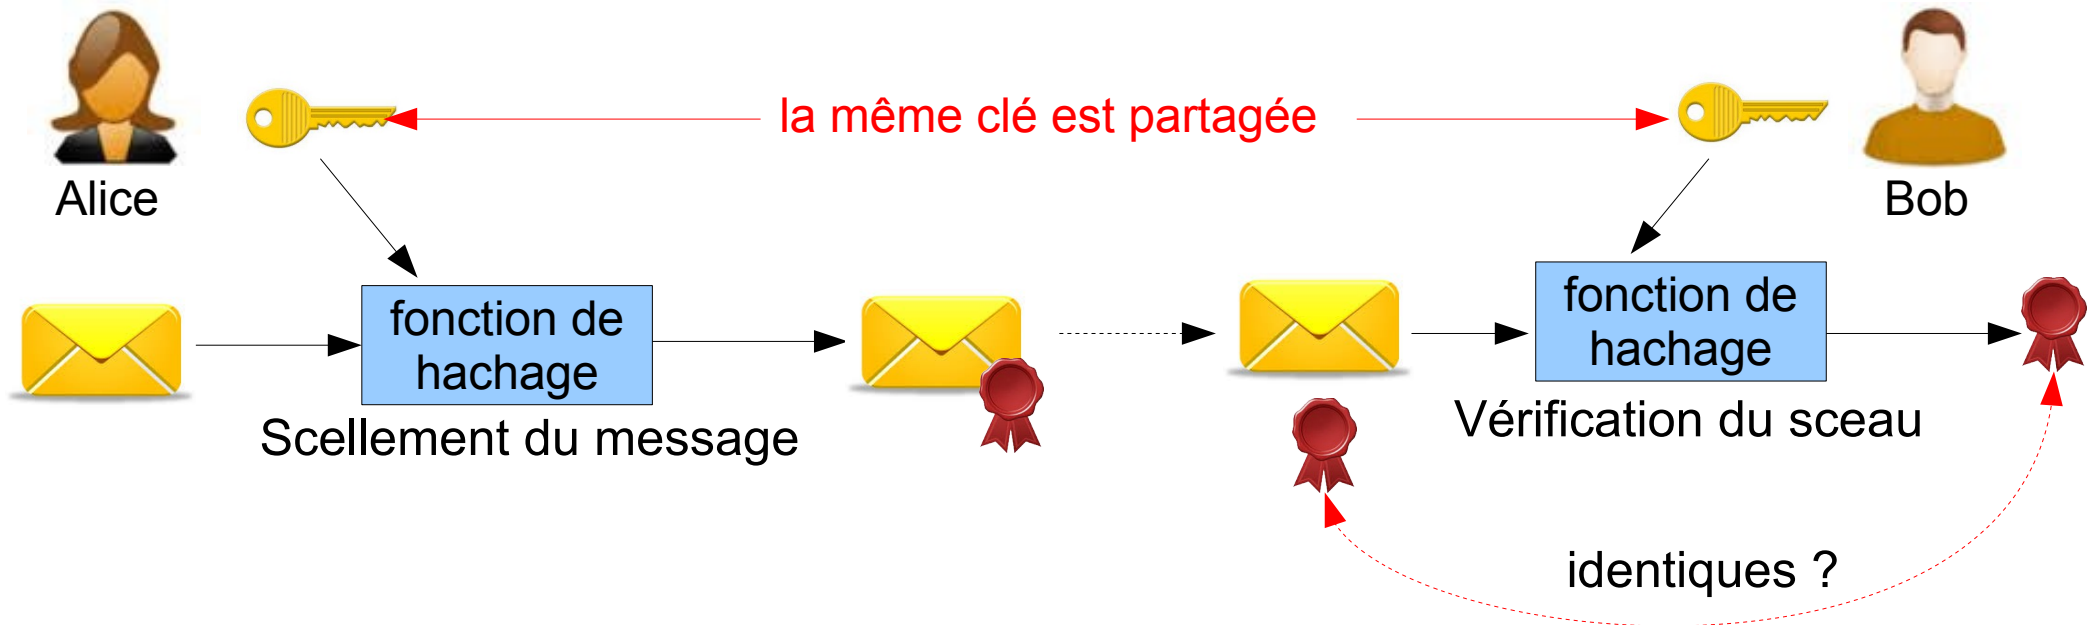 la même clé est partagée
Alice
Bob
fonction de
hachage
fonction de
hachage
Scellement du message
Vérification du sceau
identiques ?